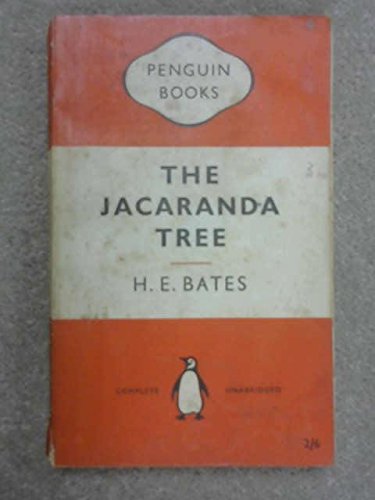 PENGUIN
BOOKS
THE
JACARANDA
TREE
H. E. BATES
COMPLETE UNABRIDGED
2/6